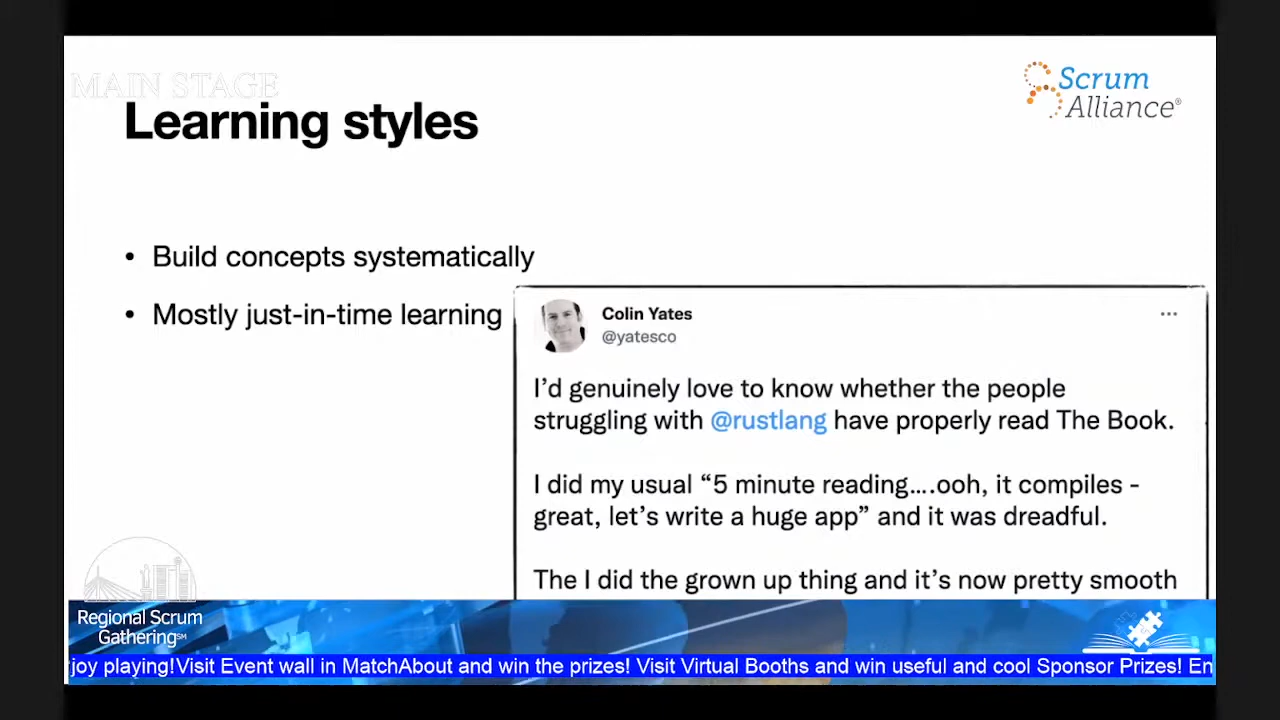 MAIN STAGE
Scrum
Alliance®
Learning styles
• Build concepts systematically
• Mostly just-in-time learning
Colin Yates
@yatesco
I’d genuinely love to know whether the people
struggling with @rustlang have properly read The Book.
I did my usual “5 minute reading....ooh, it compiles -
great, let’s write a huge app” and it was dreadful.
The I did the grown up thing and it’s now pretty smooth
Regional Scrum
Gathering℠
joy playing!Visit Event wall in MatchAbout and win the prizes! Visit Virtual Booths and win useful and cool Sponsor Prizes! En